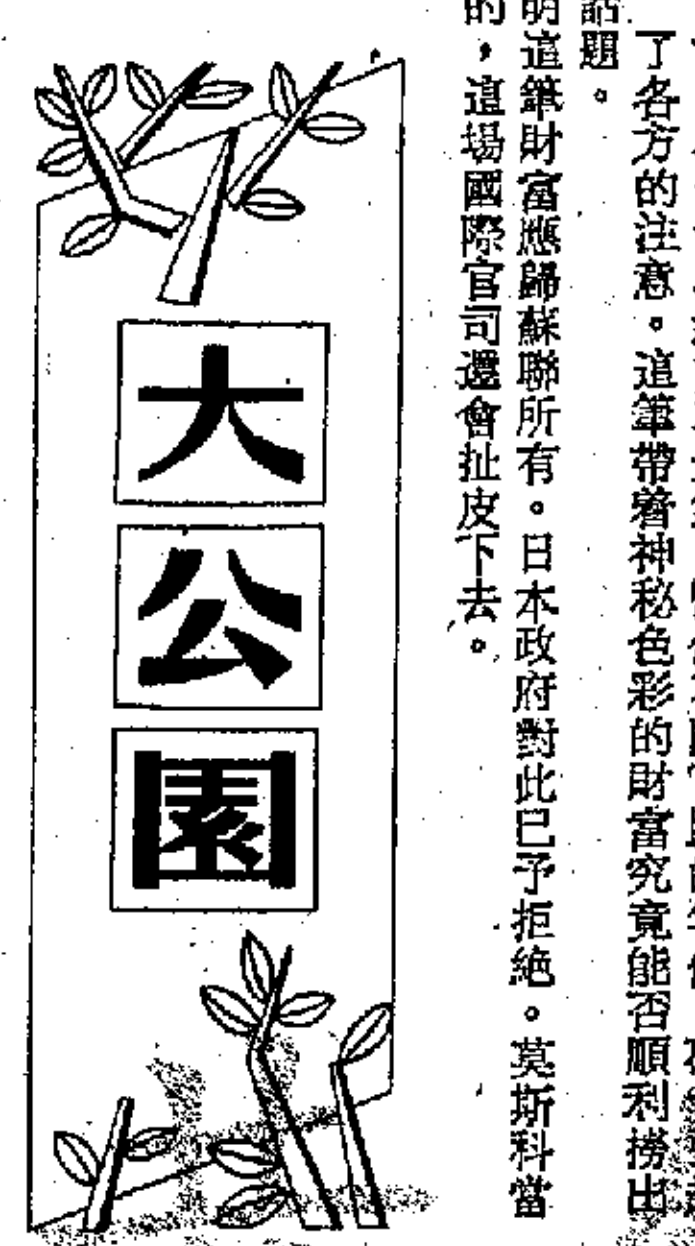 了各方的注意。這筆帶着神秘色彩的財富究竟能否順利撈出
話題。
明這筆財富應歸蘇聯所有。日本政府對此已予拒絕。莫斯科當
的，這場國際官司還會扯皮下去。
大公園